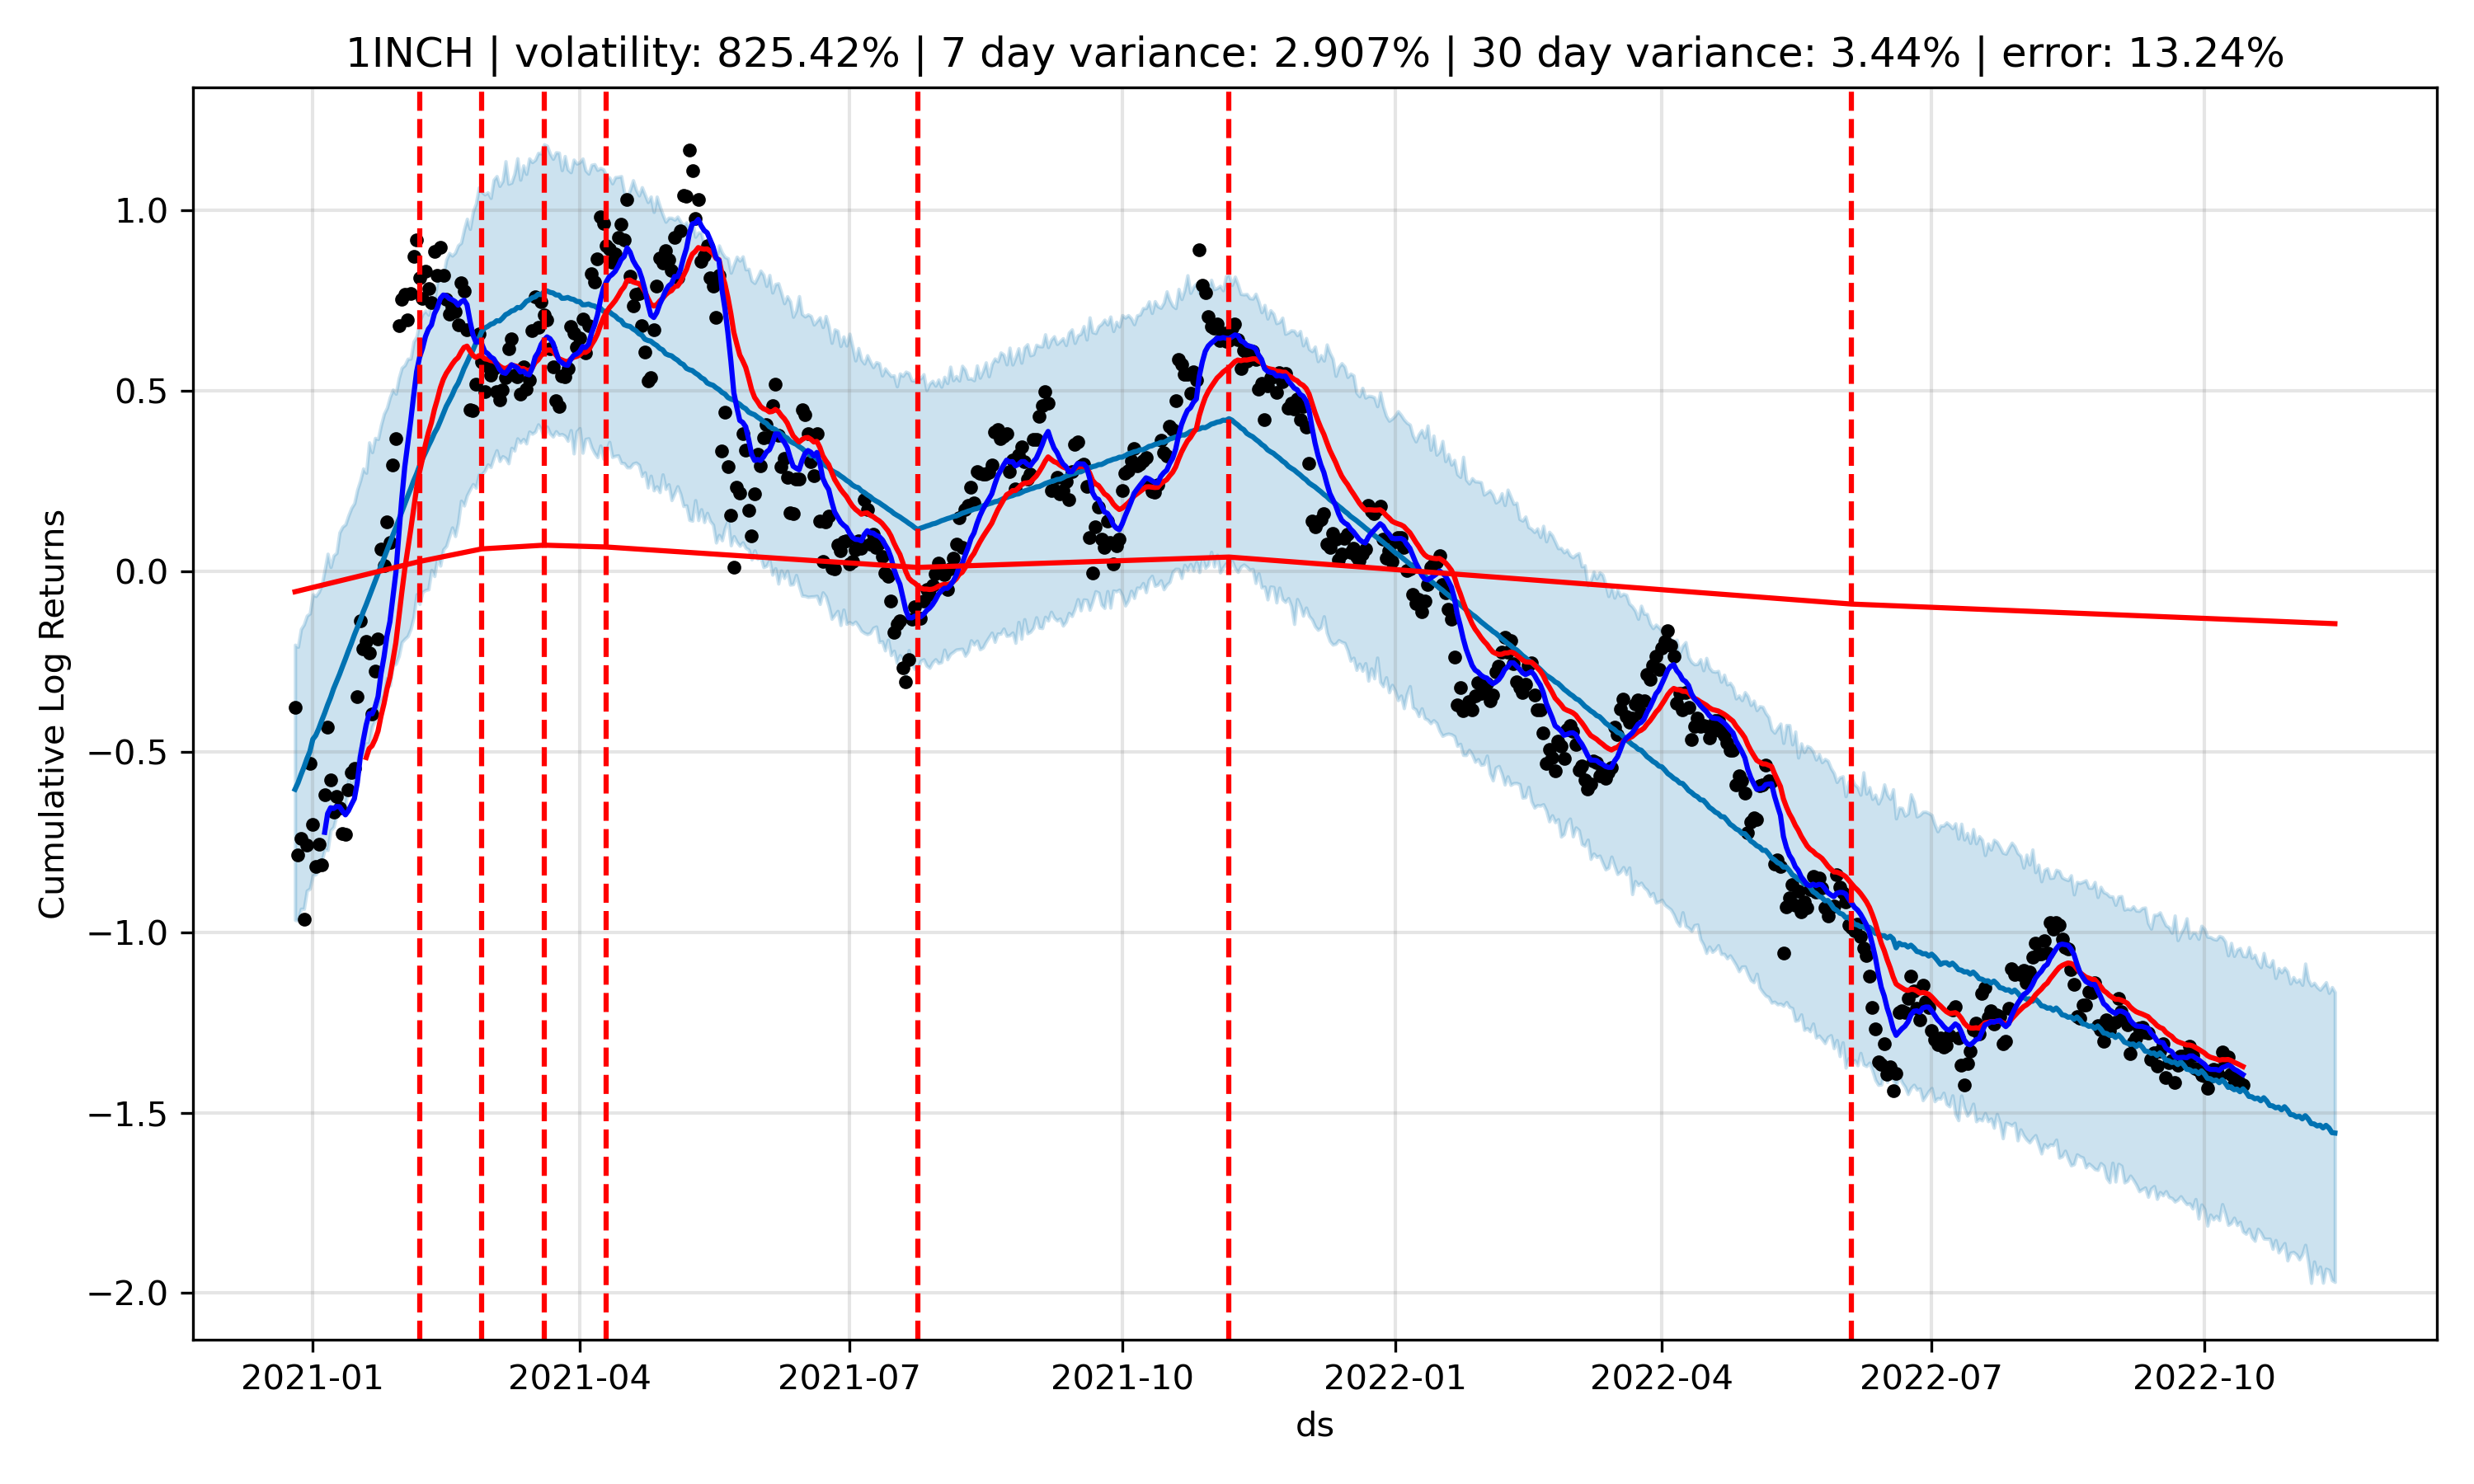 1INCH | volatility: 825.42% | 7 day variance: 2.907% | 30 day variance: 3.44% | error: 13.24%
Cumulative Log Returns
1.0
0.5
0.0
−0.5
−1.0
−1.5
−2.0
2021-01 2021-04 2021-07 2021-10 2022-01 2022-04 2022-07 2022-10
ds